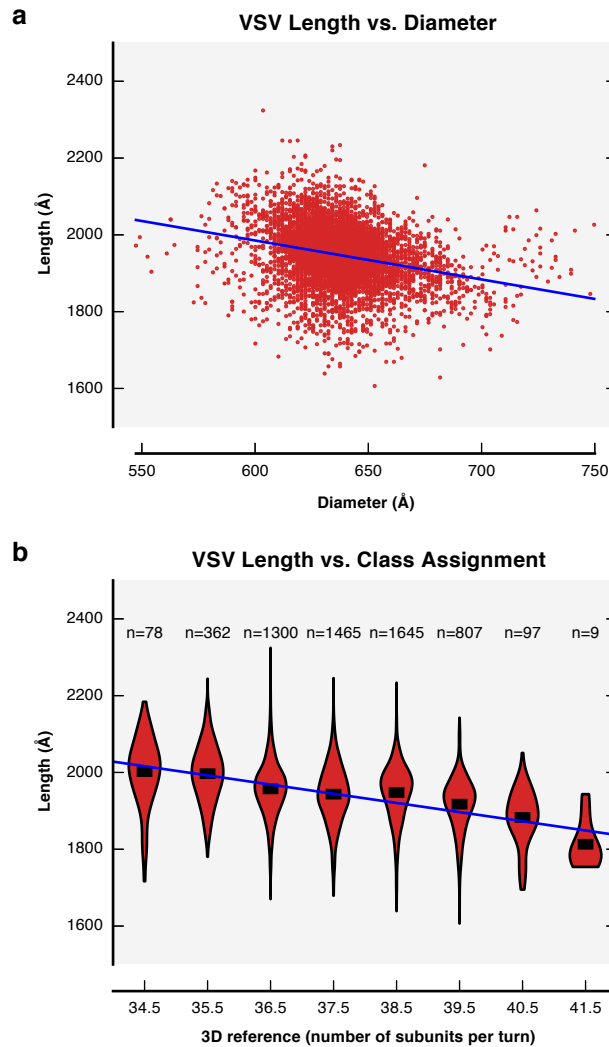 a
VSV Length vs. Diameter
2400
2200
2000
1800
1600
Length (Å)
550 600 650 700 750
Diameter (Å)
b
VSV Length vs. Class Assignment
2400
2200
2000
1800
1600
Length (Å)
n=78 n=362 n=1300 n=1465 n=1645 n=807 n=97 n=9
34.5 35.5 36.5 37.5 38.5 39.5 40.5 41.5
3D reference (number of subunits per turn)